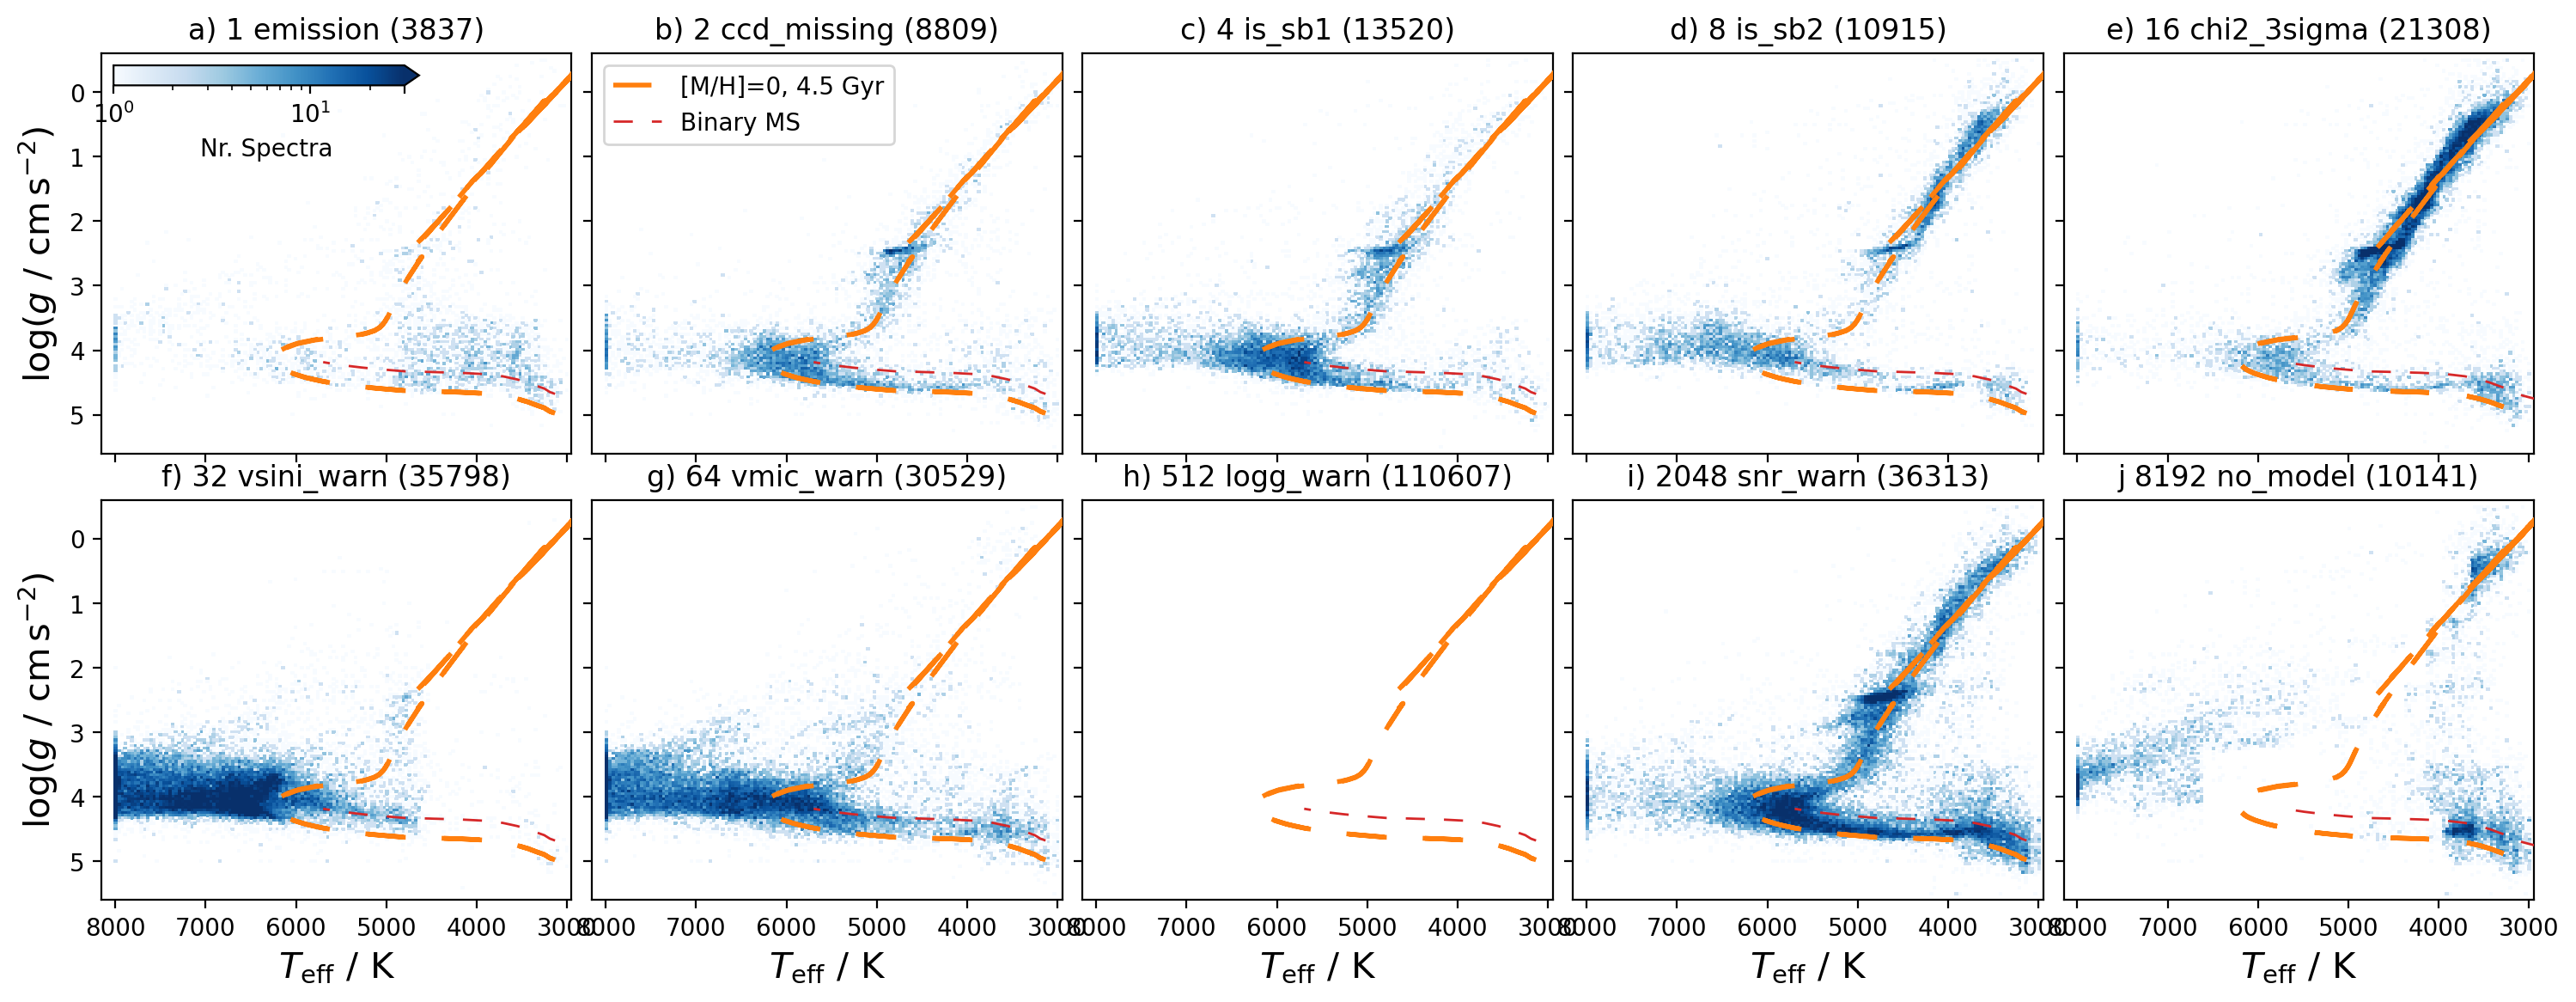 a) 1 emission (3837)
b) 2 ccd_missing (8809)
c) 4 is_sb1 (13520)
d) 8 is_sb2 (10915)
e) 16 chi2_3sigma (21308)
10⁰ 10¹
Nr. Spectra
[M/H]=0, 4.5 Gyr
Binary MS
log(g / cm s⁻²)
0
1
2
3
4
5
f) 32 vsini_warn (35798)
g) 64 vmic_warn (30529)
h) 512 logg_warn (110607)
i) 2048 snr_warn (36313)
j 8192 no_model (10141)
log(g / cm s⁻²)
0
1
2
3
4
5
8000 7000 6000 5000 4000 3000
8000 7000 6000 5000 4000 3000
8000 7000 6000 5000 4000 3000
8000 7000 6000 5000 4000 3000
8000 7000 6000 5000 4000 3000
T_eff / K
T_eff / K
T_eff / K
T_eff / K
T_eff / K